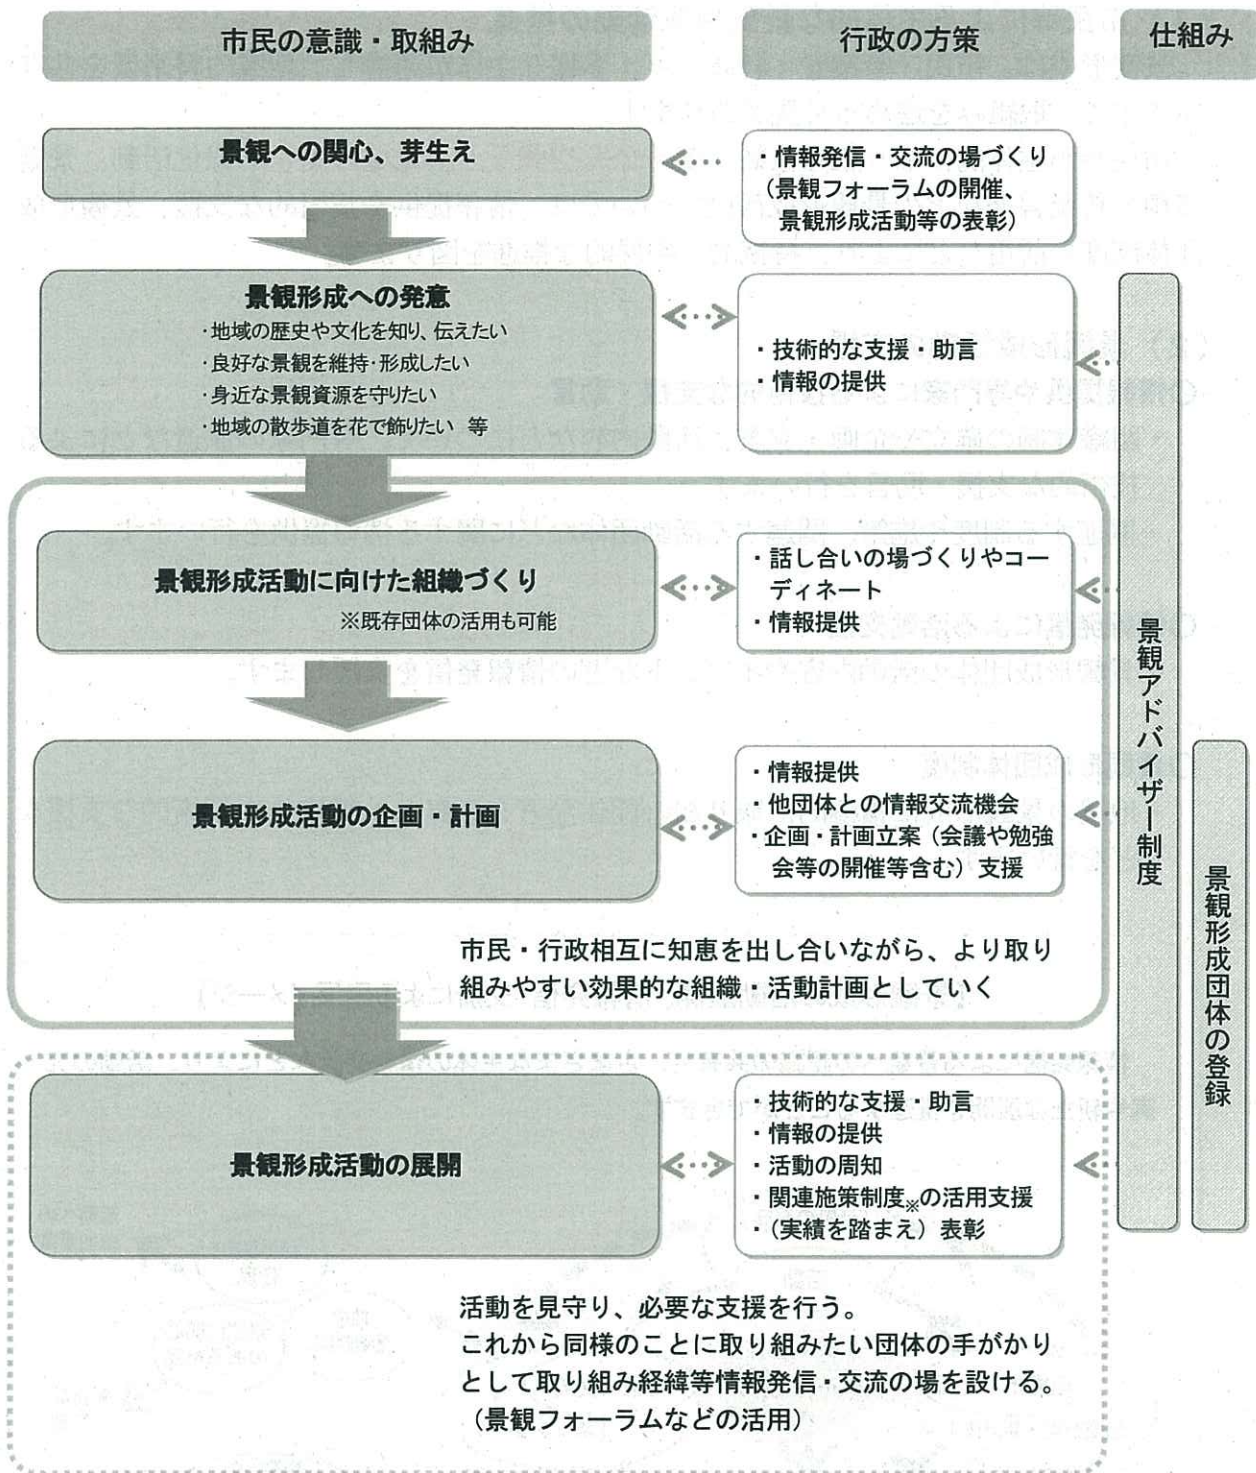 市民の意識・取組み
行政の方策
仕組み
景観への関心、芽生え
・情報発信・交流の場づくり
(景観フォーラムの開催、
景観形成活動等の表彰)
景観形成への発意
・地域の歴史や文化を知り、伝えたい
・良好な景観を維持・形成したい
・身近な景観資源を守りたい
・地域の散歩道を花で飾りたい 等
・技術的な支援・助言
・情報の提供
景観形成活動に向けた組織づくり
※既存団体の活用も可能
・話し合いの場づくりやコー
ディネート
・情報提供
景観形成活動の企画・計画
・情報提供
・他団体との情報交流機会
・企画・計画立案(会議や勉強
会等の開催等含む)支援
市民・行政相互に知恵を出し合いながら、より取り
組みやすい効果的な組織・活動計画としていく
景観形成活動の展開
・技術的な支援・助言
・情報の提供
・活動の周知
・関連施策制度※の活用支援
・(実績を踏まえ)表彰
活動を見守り、必要な支援を行う。
これから同様のことに取り組みたい団体の手がかり
として取り組み経緯等情報発信・交流の場を設ける。
(景観フォーラムなどの活用)
景観アドバイザー制度
景観形成団体の登録